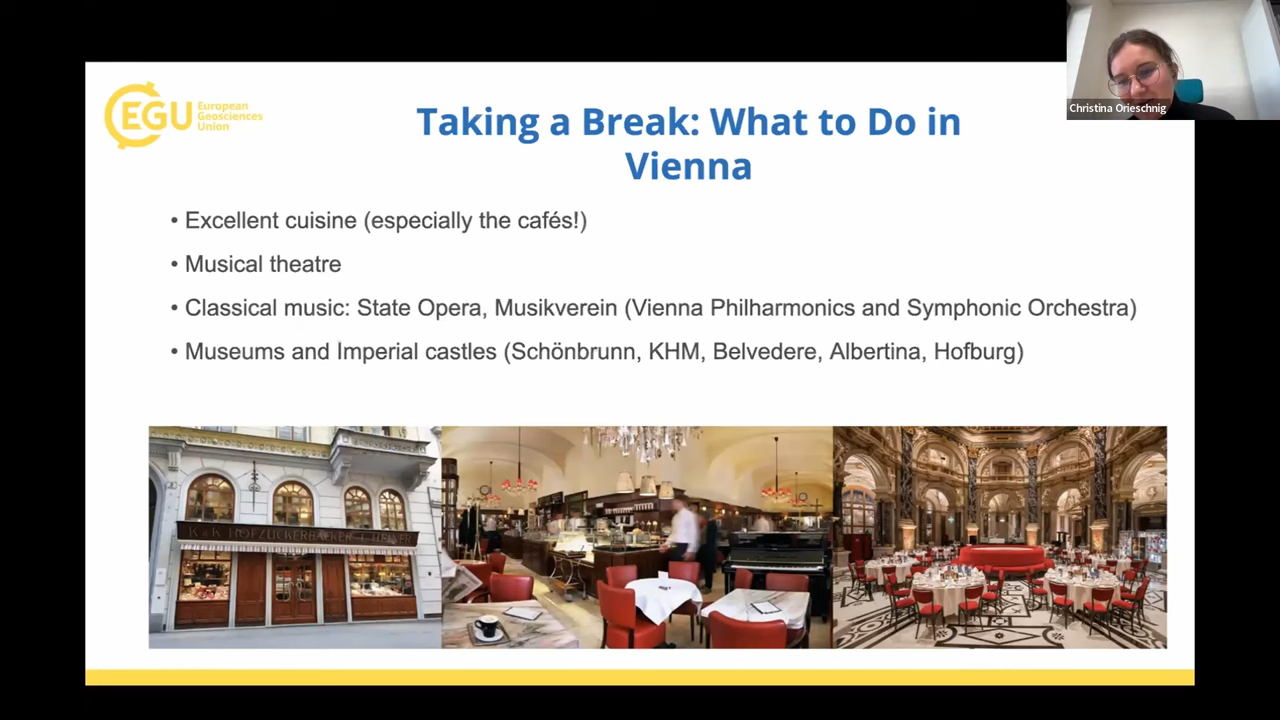 EGU
European
Geosciences
Union
Taking a Break: What to Do in
Vienna
Christina Orieschnig
• Excellent cuisine (especially the cafés!)
• Musical theatre
• Classical music: State Opera, Musikverein (Vienna Philharmonics and Symphonic Orchestra)
• Museums and Imperial castles (Schönbrunn, KHM, Belvedere, Albertina, Hofburg)
K.u.K. HOFZUCKERBÄCKER L. HEINER